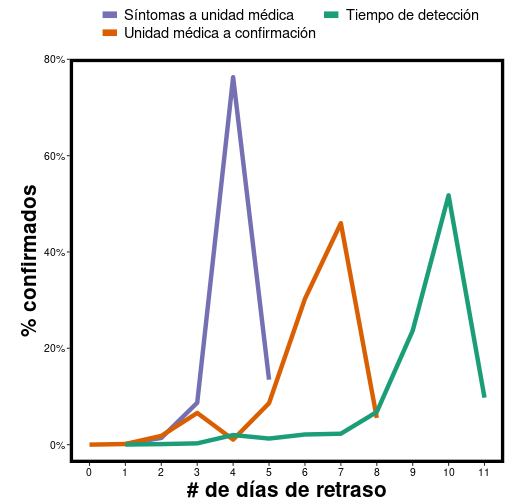 Síntomas a unidad médica
Tiempo de detección
Unidad médica a confirmación
80%
60%
40%
20%
0%
% confirmados
0 1 2 3 4 5 6 7 8 9 10 11
# de días de retraso